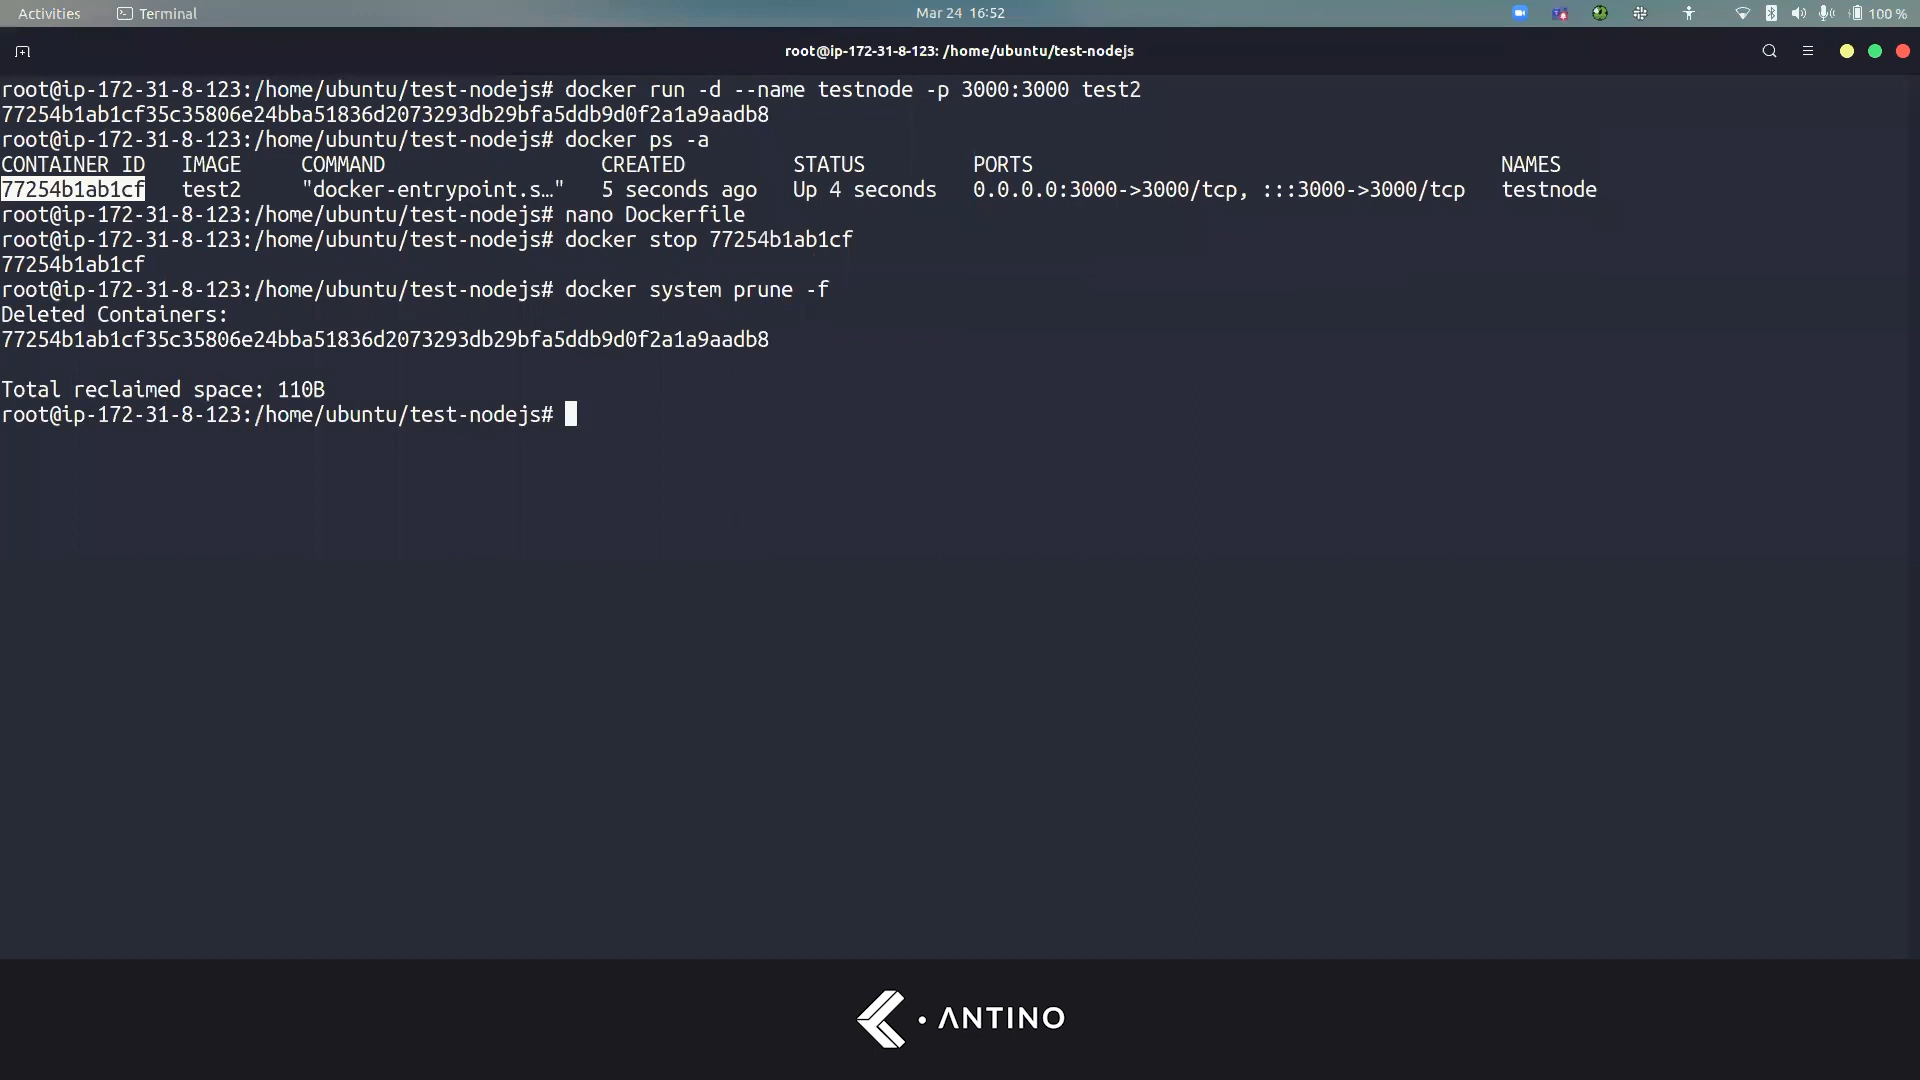 Activities Terminal Mar 24 16:52 100 %
root@ip-172-31-8-123: /home/ubuntu/test-nodejs
root@ip-172-31-8-123:/home/ubuntu/test-nodejs# docker run -d --name testnode -p 3000:3000 test2
77254b1ab1cf35c35806e24bba51836d2073293db29bfa5ddb9d0f2a1a9aadb8
root@ip-172-31-8-123:/home/ubuntu/test-nodejs# docker ps -a
CONTAINER ID   IMAGE     COMMAND                  CREATED         STATUS         PORTS                                       NAMES
77254b1ab1cf   test2     "docker-entrypoint.s…"   5 seconds ago   Up 4 seconds   0.0.0.0:3000->3000/tcp, :::3000->3000/tcp   testnode
root@ip-172-31-8-123:/home/ubuntu/test-nodejs# nano Dockerfile
root@ip-172-31-8-123:/home/ubuntu/test-nodejs# docker stop 77254b1ab1cf
77254b1ab1cf
root@ip-172-31-8-123:/home/ubuntu/test-nodejs# docker system prune -f
Deleted Containers:
77254b1ab1cf35c35806e24bba51836d2073293db29bfa5ddb9d0f2a1a9aadb8
Total reclaimed space: 110B
root@ip-172-31-8-123:/home/ubuntu/test-nodejs#
ANTINO